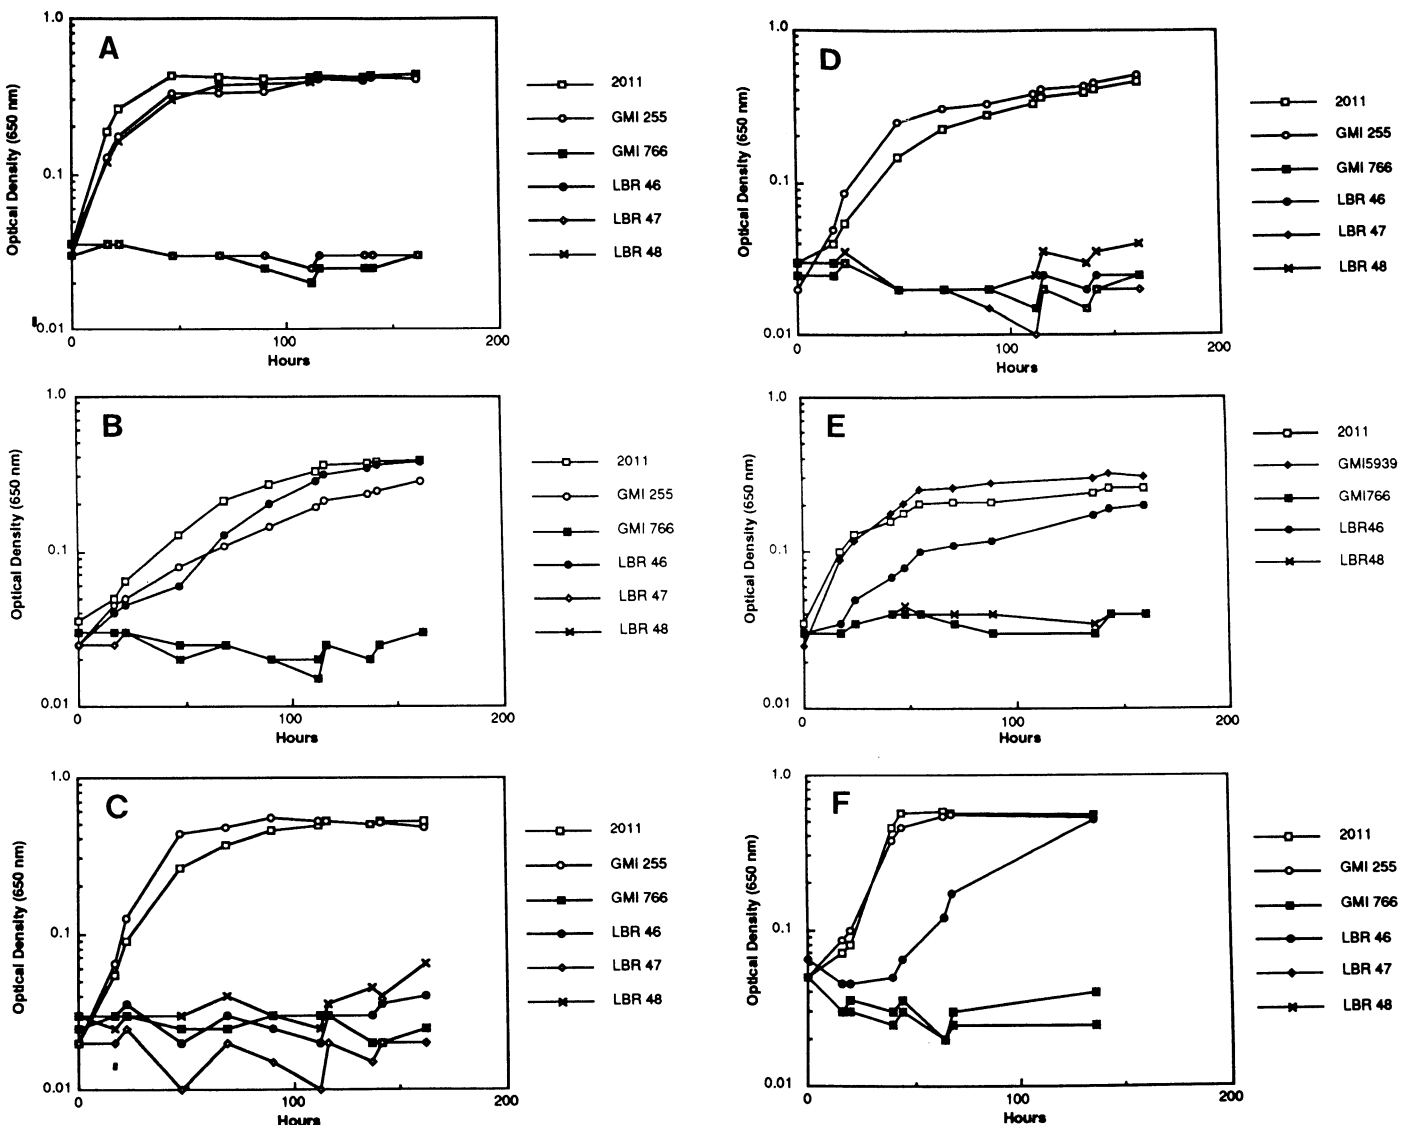 A
1.0
0.01
Optical Density (650 nm)
0
100
200
Hours
2011
GMI 255
GMI 766
LBR 46
LBR 47
LBR 48
B
1.0
0.1
0.01
Optical Density (650 nm)
0
100
200
Hours
2011
GMI 255
GMI 766
LBR 46
LBR 47
LBR 48
C
1.0
0.1
0.01
Optical Density (650 nm)
0
100
200
Hours
2011
GMI 255
GMI 766
LBR 46
LBR 47
LBR 48
D
1.0
0.1
0.01
Optical Density (650 nm)
0
100
200
Hours
2011
GMI 255
GMI 766
LBR 46
LBR 47
LBR 48
E
1.0
0.1
0.01
Optical Density (650 nm)
0
100
200
Hours
2011
GMI5939
GMI766
LBR46
LBR48
F
1.0
0.1
0.01
Optical Density (650 nm)
0
100
200
Hours
2011
GMI 255
GMI 766
LBR 46
LBR 47
LBR 48